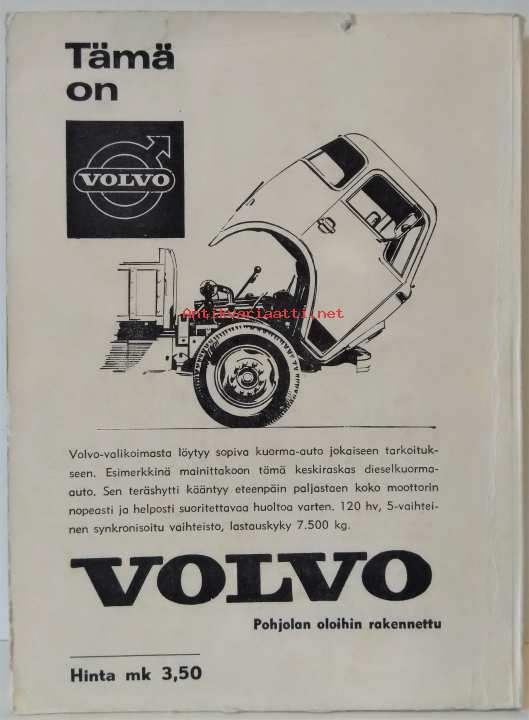 Tämä
on
VOLVO
Antikvariaatti.net
Volvo-valikoimasta löytyy sopiva kuorma-auto jokaiseen tarkoituk-
seen. Esimerkkinä mainittakoon tämä keskiraskas dieselkuorma-
auto. Sen teräshytti kääntyy eteenpäin paljastaen koko moottorin
nopeasti ja helposti suoritettavaa huoltoa varten. 120 hv, 5-vaihtei-
nen synkronisoitu vaihteisto, lastauskyky 7.500 kg.
VOLVO
Pohjolan oloihin rakennettu
Hinta mk 3,50